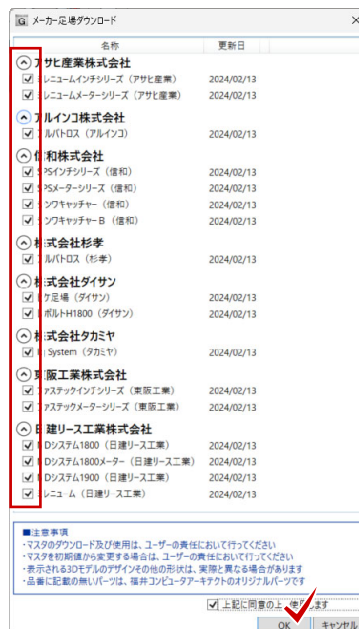 メーカー足場ダウンロード
名称 更新日
アサヒ産業株式会社
レニュームインチシリーズ（アサヒ産業） 2024/02/13
レニュームメーターシリーズ（アサヒ産業） 2024/02/13
アルインコ株式会社
ルバトロス（アルインコ） 2024/02/13
信和株式会社
SPSインチシリーズ（信和） 2024/02/13
SPSメーターシリーズ（信和） 2024/02/13
ンワキャッチャー（信和） 2024/02/13
ンワキャッチャーB（信和） 2024/02/13
株式会社杉孝
ルバトロス（杉孝） 2024/02/13
株式会社ダイサン
ケ足場（ダイサン） 2024/02/13
ボルトH1800（ダイサン） 2024/02/13
株式会社タカミヤ
System（タカミヤ） 2024/02/13
東阪工業株式会社
ァステックインチシリーズ（東阪工業） 2024/02/13
ァステックメーターシリーズ（東阪工業） 2024/02/13
日建リース工業株式会社
Dシステム1800（日建リース工業） 2024/02/13
Dシステム1800メーター（日建リース工業） 2024/02/13
Dシステム1900（日建リース工業） 2024/02/13
レニューム（日建リース工業） 2024/02/13
■注意事項
・マスタのダウンロード及び使用は、ユーザーの責任において行ってください
・マスタを初期値から変更する場合は、ユーザーの責任において行ってください
・表示される3Dモデルのデザインその他の形状は、実際と異なる場合があります
・品番に記載の無いパーツは、福井コンピュータアーキテクトのオリジナルパーツです
上記に同意の上、使用します
OK キャンセル